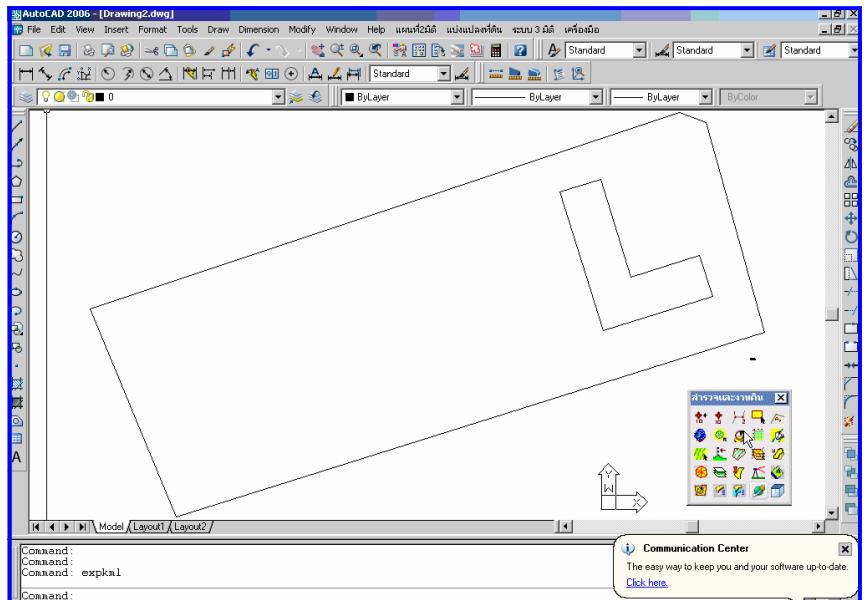 AutoCAD 2006 - [Drawing2.dwg]
File Edit View Insert Format Tools Draw Dimension Modify Window Help แผนที่2มิติ แบ่งแปลงที่ดิน ระบบ 3 มิติ เครื่องมือ
Standard Standard Standard
Standard
0 ByLayer ByLayer ByLayer ByColor
สำรวจและงานดิน
Y
W
X
Model Layout1 Layout2
Command:
Command:
Command: expkml
Command:
Communication Center
The easy way to keep you and your software up-to-date.
Click here.